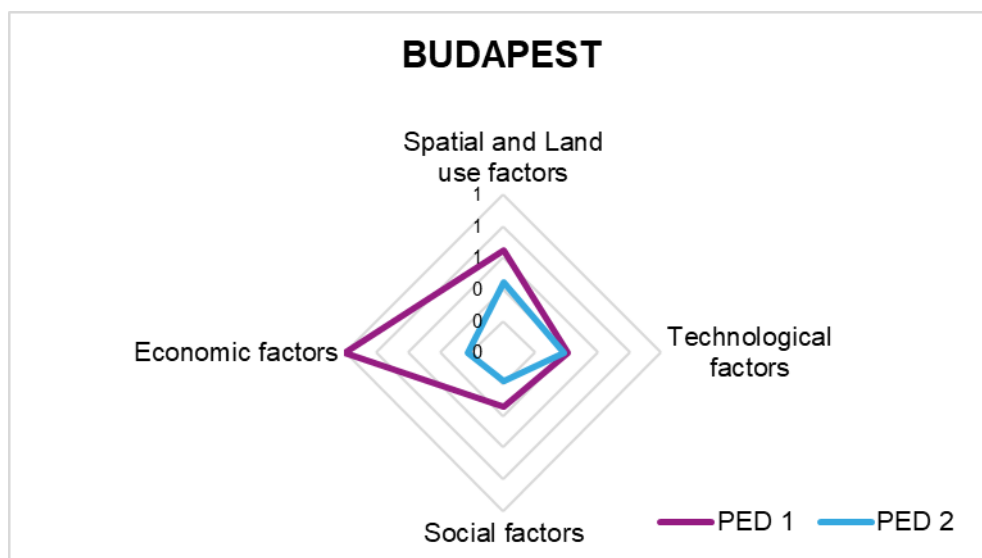 BUDAPEST
Spatial and Land
use factors
1
1
1
0
0
0
Economic factors
Technological
factors
Social factors
PED 1
PED 2